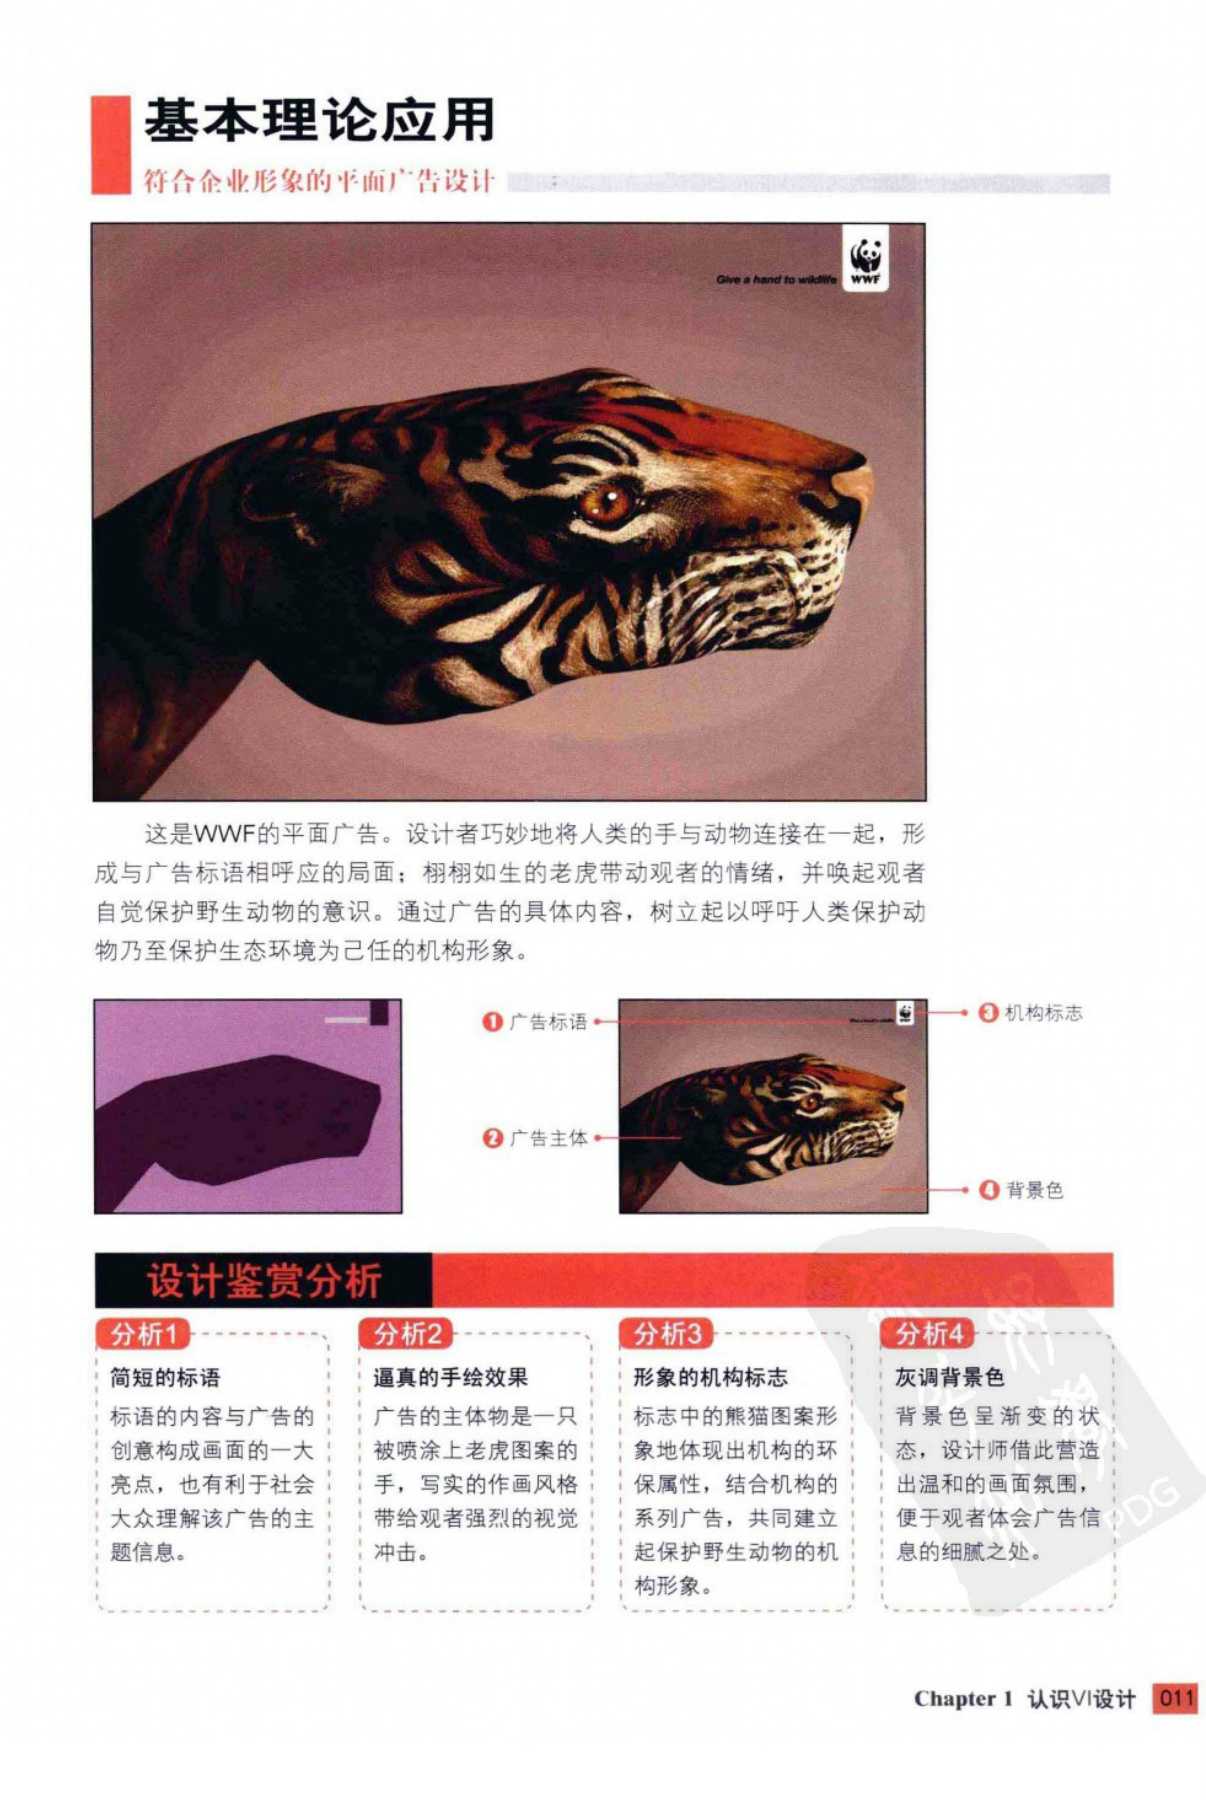 基本理论应用
符合企业形象的平面广告设计
Give a hand to wildlife
WWF
这是WWF的平面广告。设计者巧妙地将人类的手与动物连接在一起，形
成与广告标语相呼应的局面；栩栩如生的老虎带动观者的情绪，并唤起观者
自觉保护野生动物的意识。通过广告的具体内容，树立起以呼吁人类保护动
物乃至保护生态环境为己任的机构形象。
1 广告标语
3 机构标志
2 广告主体
4 背景色
设计鉴赏分析
分析1
简短的标语
标语的内容与广告的
创意构成画面的一大
亮点，也有利于社会
大众理解该广告的主
题信息。
分析2
逼真的手绘效果
广告的主体物是一只
被喷涂上老虎图案的
手，写实的作画风格
带给观者强烈的视觉
冲击。
分析3
形象的机构标志
标志中的熊猫图案形
象地体现出机构的环
保属性，结合机构的
系列广告，共同建立
起保护野生动物的机
构形象。
分析4
灰调背景色
背景色呈渐变的状
态，设计师借此营造
出温和的画面氛围，
便于观者体会广告信
息的细腻之处。
PDG
Chapter 1 认识VI设计 011